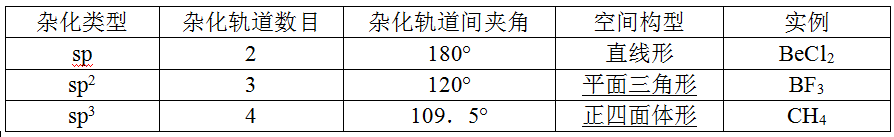 杂化类型 杂化轨道数目 杂化轨道间夹角 空间构型 实例
sp 2 180° 直线形 BeCl₂
sp² 3 120° 平面三角形 BF₃
sp³ 4 109．5° 正四面体形 CH₄